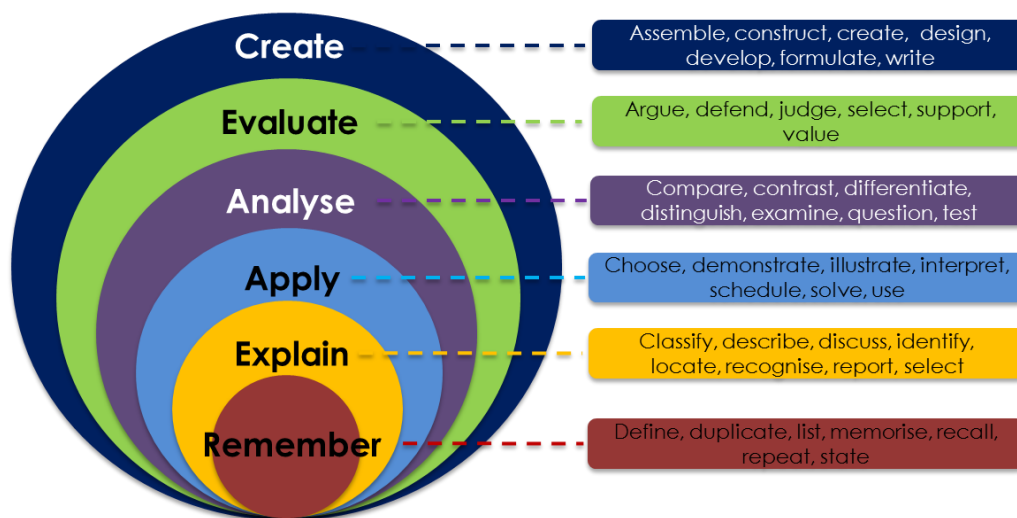 Create
Assemble, construct, create, design,
develop, formulate, write
Evaluate
Argue, defend, judge, select, support,
value
Analyse
Compare, contrast, differentiate,
distinguish, examine, question, test
Apply
Choose, demonstrate, illustrate, interpret,
schedule, solve, use
Explain
Classify, describe, discuss, identify,
locate, recognise, report, select
Remember
Define, duplicate, list, memorise, recall,
repeat, state